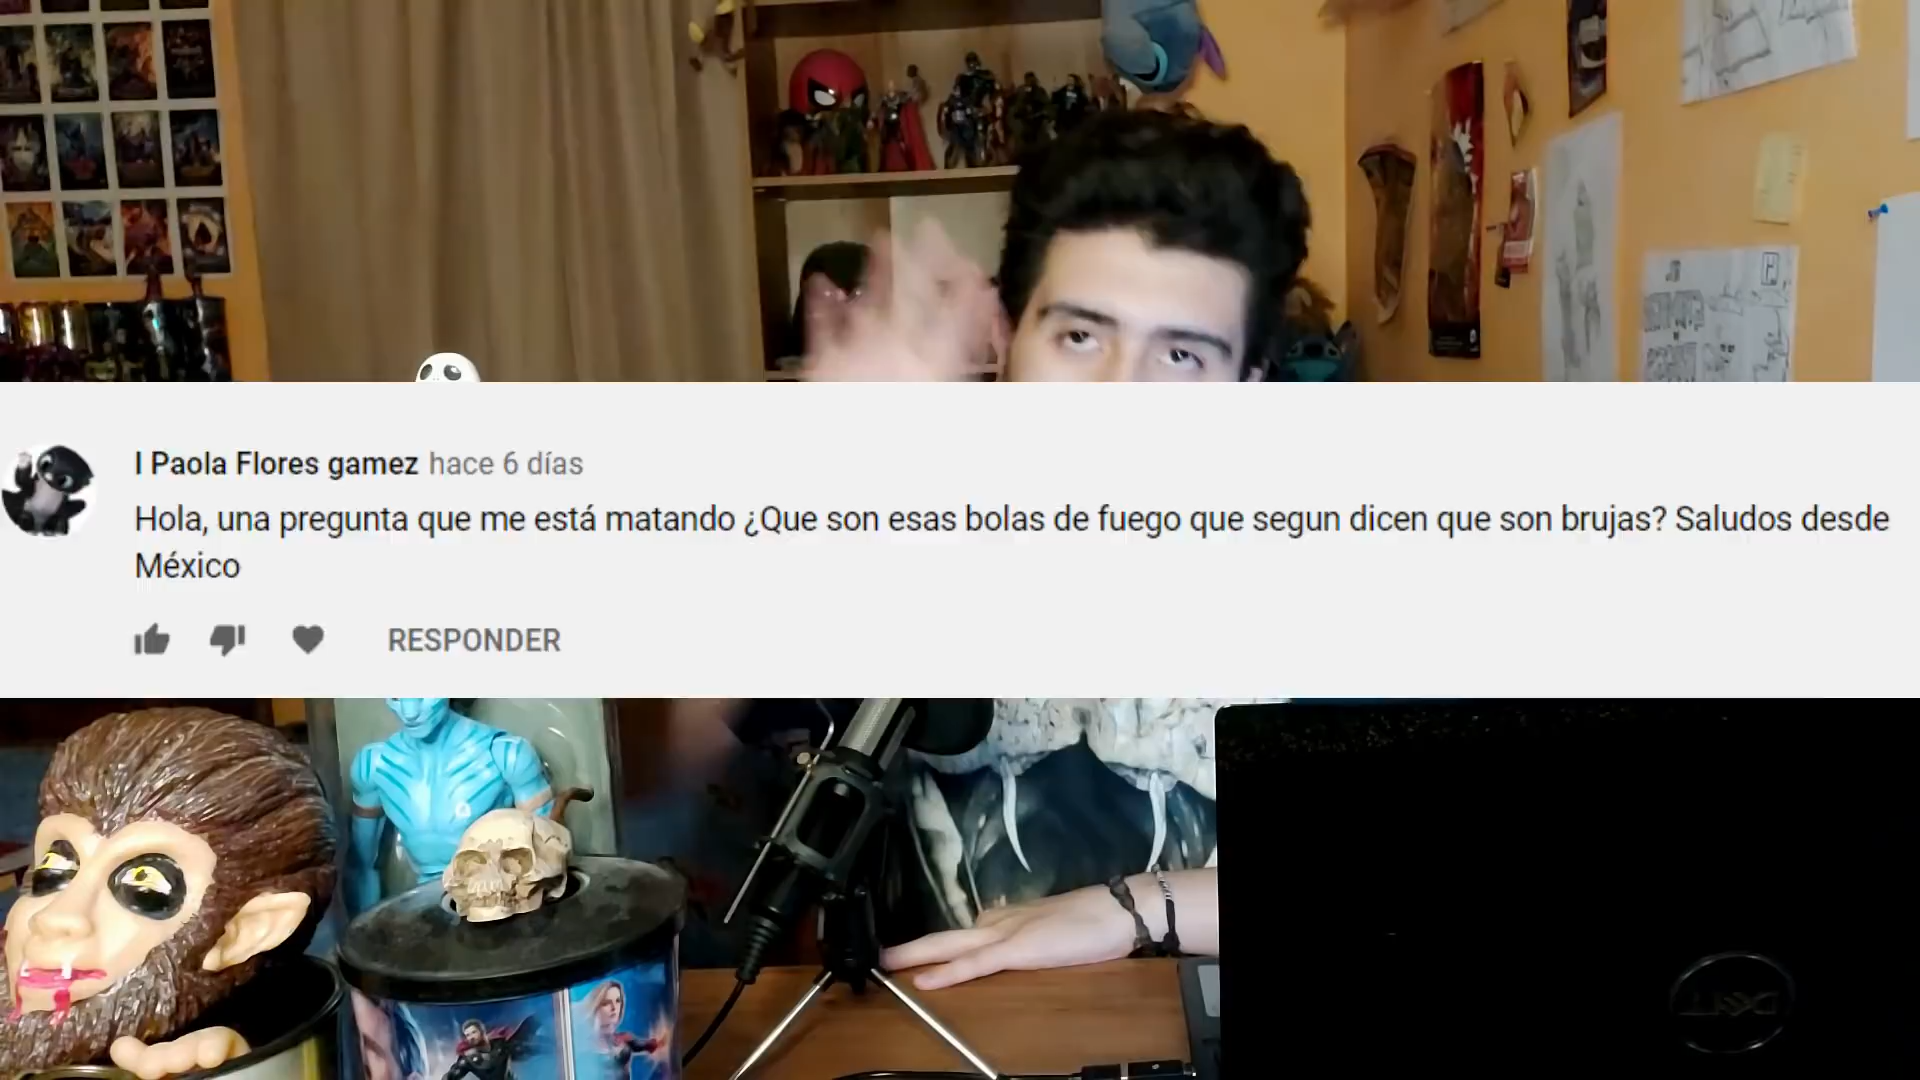 I Paola Flores gamez hace 6 días
Hola, una pregunta que me está matando ¿Que son esas bolas de fuego que segun dicen que son brujas? Saludos desde
México
RESPONDER
DELL